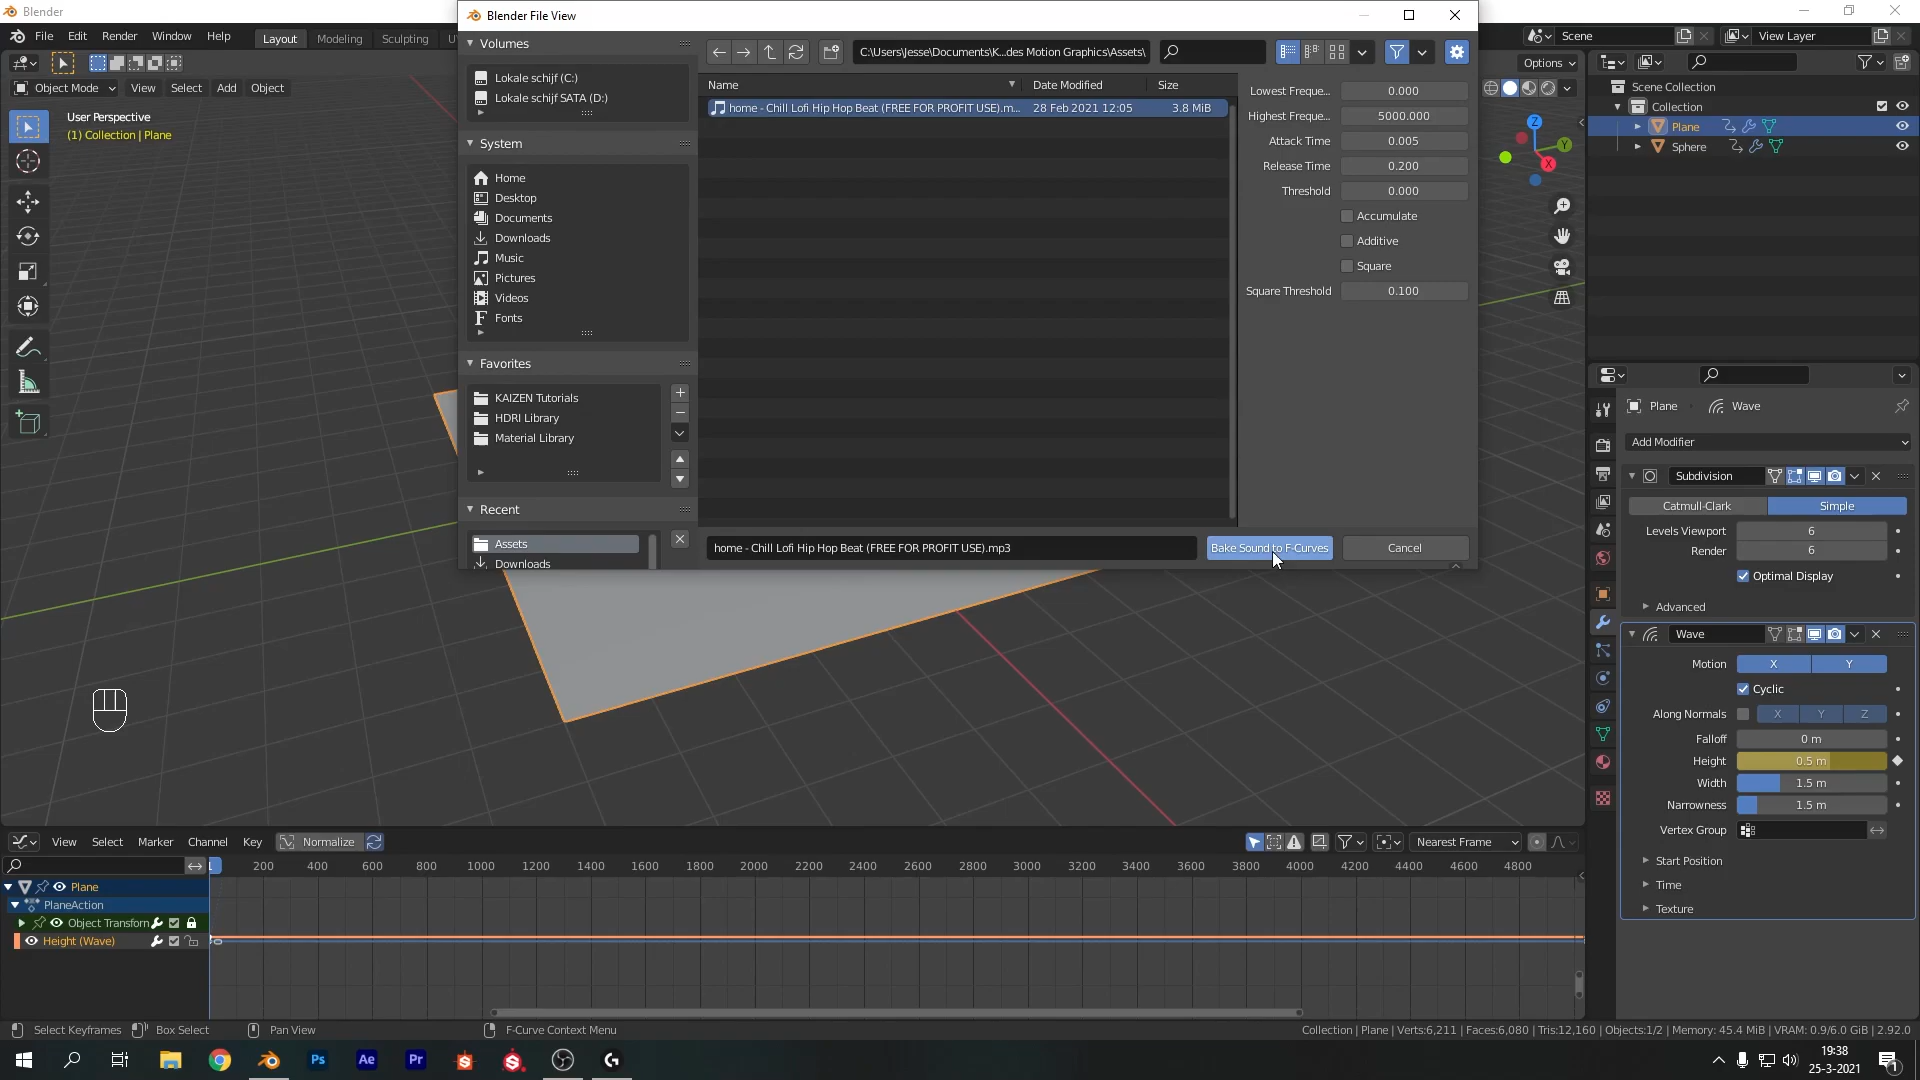 Blender
File Edit Render Window Help
Layout Modeling Sculpting
Scene
View Layer
Object Mode View Select Add Object
Options
User Perspective
(1) Collection | Plane
Blender File View
Volumes
Lokale schijf (C:)
Lokale schijf SATA (D:)
System
Home
Desktop
Documents
Downloads
Music
Pictures
Videos
Fonts
Favorites
KAIZEN Tutorials
HDRI Library
Material Library
Recent
Assets
Downloads
C:\Users\Jesse\Documents\K...des Motion Graphics\Assets\
Name Date Modified Size
home - Chill Lofi Hip Hop Beat (FREE FOR PROFIT USE).m... 28 Feb 2021 12:05 3.8 MiB
Lowest Freque... 0.000
Highest Freque... 5000.000
Attack Time 0.005
Release Time 0.200
Threshold 0.000
Accumulate
Additive
Square
Square Threshold 0.100
home - Chill Lofi Hip Hop Beat (FREE FOR PROFIT USE).mp3
Bake Sound to F-Curves
Cancel
Z
Y
X
Scene Collection
Collection
Plane
Sphere
Plane Wave
Add Modifier
Subdivision
Catmull-Clark Simple
Levels Viewport 6
Render 6
Optimal Display
Advanced
Wave
Motion X Y
Cyclic
Along Normals X Y Z
Falloff 0 m
Height 0.5 m
Width 1.5 m
Narrowness 1.5 m
Vertex Group
Start Position
Time
Texture
View Select Marker Channel Key Normalize
Nearest Frame
1 200 400 600 800 1000 1200 1400 1600 1800 2000 2200 2400 2600 2800 3000 3200 3400 3600 3800 4000 4200 4400 4600 4800
Plane
PlaneAction
Object Transform
Height (Wave)
Select Keyframes Box Select Pan View F-Curve Context Menu
Collection | Plane | Verts:6,211 | Faces:6,080 | Tris:12,160 | Objects:1/2 | Memory: 45.4 MiB | VRAM: 0.9/6.0 GiB | 2.92.0
Ps Ae Pr
19:38
25-3-2021
1